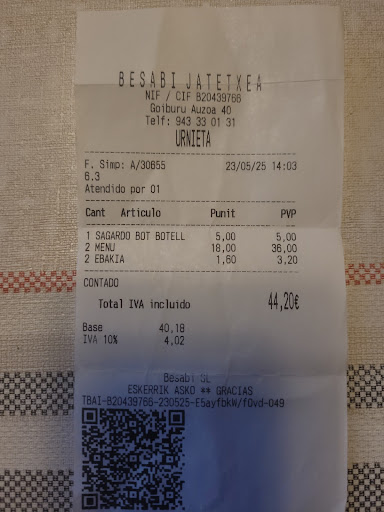 BESABI JATETXEA
NIF / CIF B20439766
Goiburu Auzoa 40
Telf: 943 33 01 31
URNIETA
F. Simp: A/30655 23/05/25 14:03
6.3
Atendido por 01
Cant Articulo Punit PVP
1 SAGARDO BOT BOTELL 5,00 5,00
2 MENU 18,00 36,00
2 EBAKIA 1,60 3,20
CONTADO
Total IVA incluido 44,20€
Base 40,18
IVA 10% 4,02
Besabi SL
ESKERRIK ASKO ** GRACIAS
TBAI-B20439766-230525-E5ayfbkW/fGvd-049